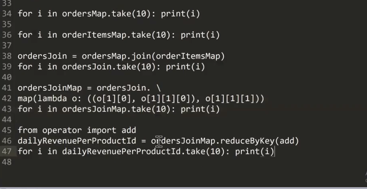 33
34 for i in ordersMap.take(10): print(i)
35
36 for i in orderItemsMap.take(10): print(i)
37
38 ordersJoin = ordersMap.join(orderItemsMap)
39 for i in ordersJoin.take(10): print(i)
40
41 ordersJoinMap = ordersJoin. \
42 map(lambda o: ((o[1][0], o[1][1][0]), o[1][1][1]))
43 for i in ordersJoinMap.take(10): print(i)
44
45 from operator import add
46 dailyRevenuePerProductId = ordersJoinMap.reduceByKey(add)
47 for i in dailyRevenuePerProductId.take(10): print(i)
48